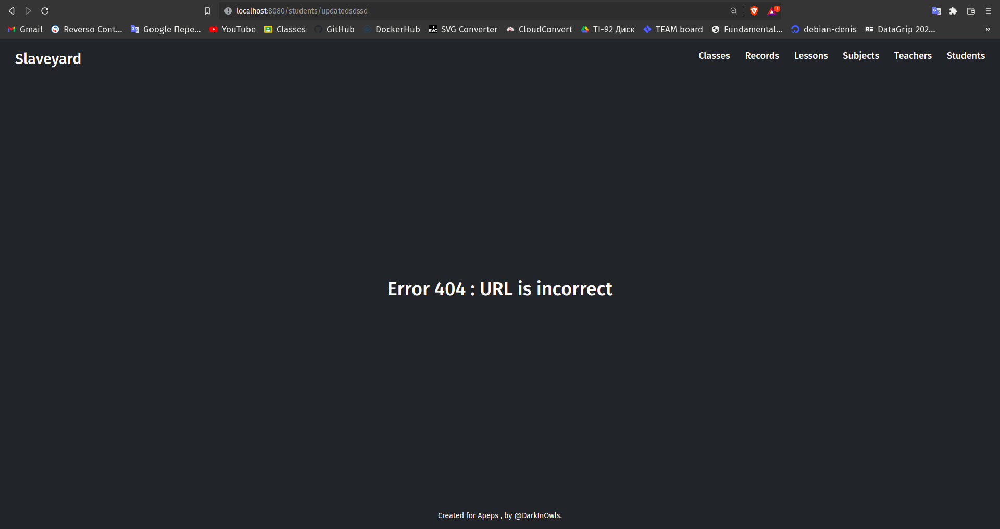 localhost:8080/students/updatedsdssd
1
Gmail Reverso Cont... Google Пере... YouTube Classes GitHub DockerHub SVG Converter CloudConvert TI-92 Диск TEAM board Fundamental... debian-denis DataGrip 202... »
Slaveyard Classes Records Lessons Subjects Teachers Students
Error 404 : URL is incorrect
Created for Apeps , by @DarkInOwls.